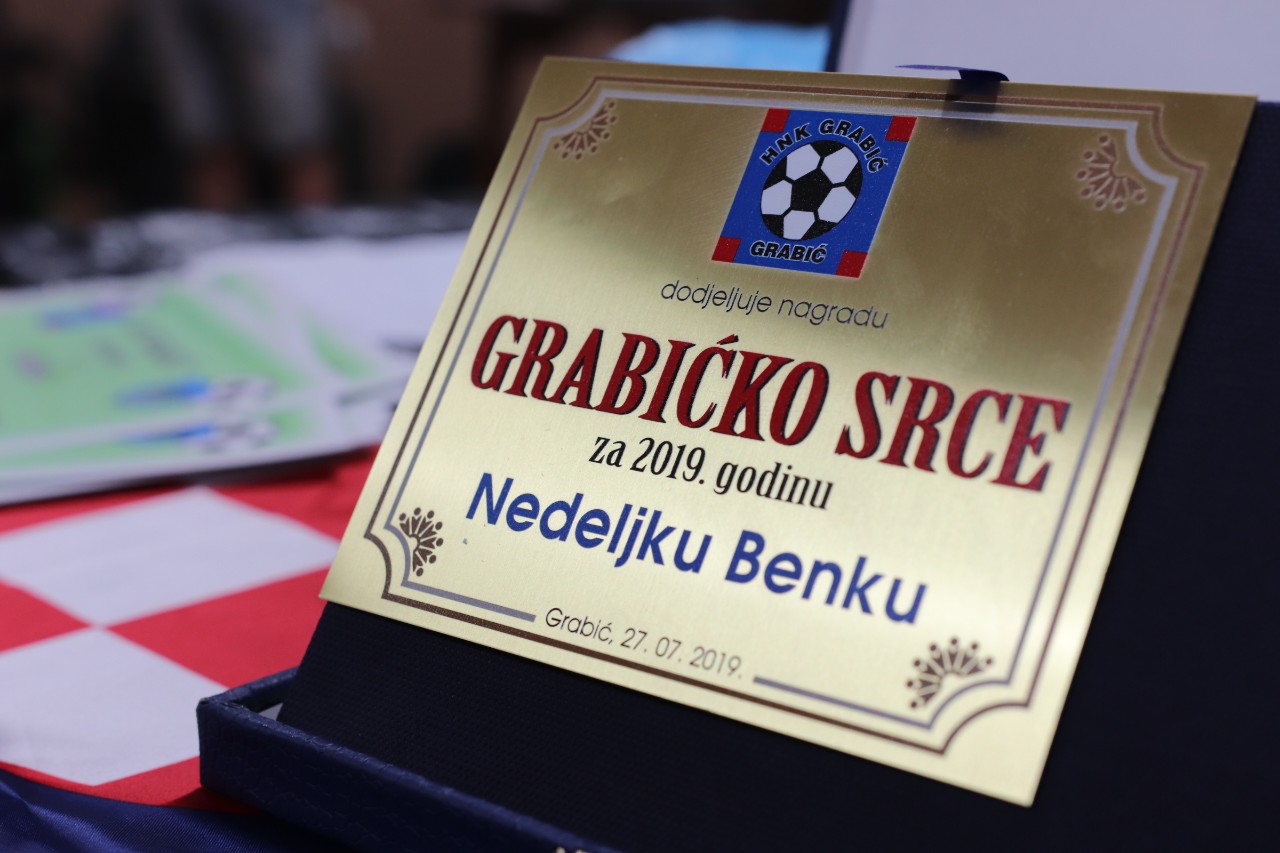 HNK GRABIĆ
GRABIĆ
dodjeljuje nagradu
GRABIĆKO SRCE
za 2019. godinu
Nedeljku Benku
Grabić, 27. 07. 2019.